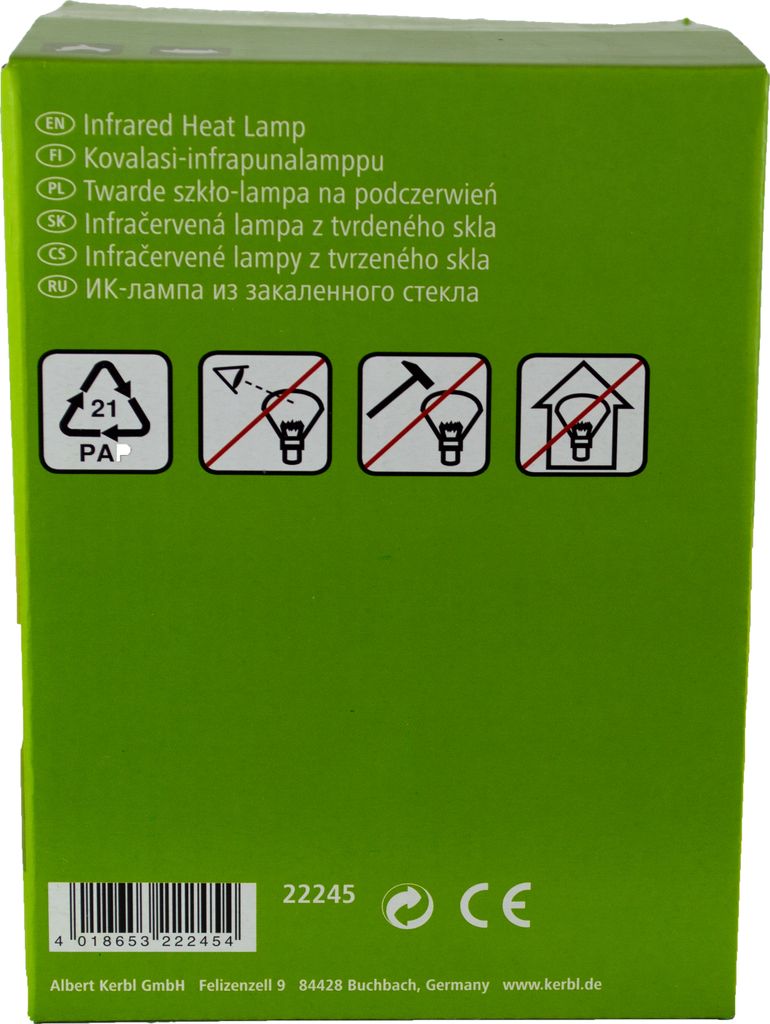 EN Infrared Heat Lamp
FI Kovalasi-infrapunalamppu
PL Twarde szkło-lampa na podczerwień
SK Infračervená lampa z tvrdeného skla
CS Infračervené lampy z tvrzeného skla
RU ИК-лампа из закаленного стекла
21
PAP
22245
CE
4 018653 222454
Albert Kerbl GmbH Felizenzell 9 84428 Buchbach, Germany www.kerbl.de